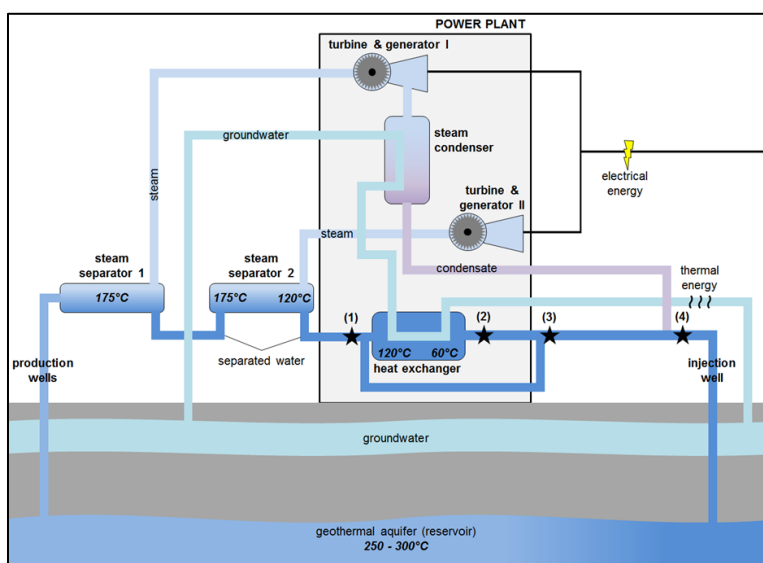 POWER PLANT
turbine & generator I
groundwater
steam
condenser
steam
electrical
energy
turbine &
generator II
steam
steam
separator 1
steam
separator 2
condensate
thermal
energy
175°C
175°C
120°C
(1)
(2)
(3)
(4)
120°C
60°C
separated water
heat exchanger
production
wells
injection
well
groundwater
geothermal aquifer (reservoir)
250 - 300°C